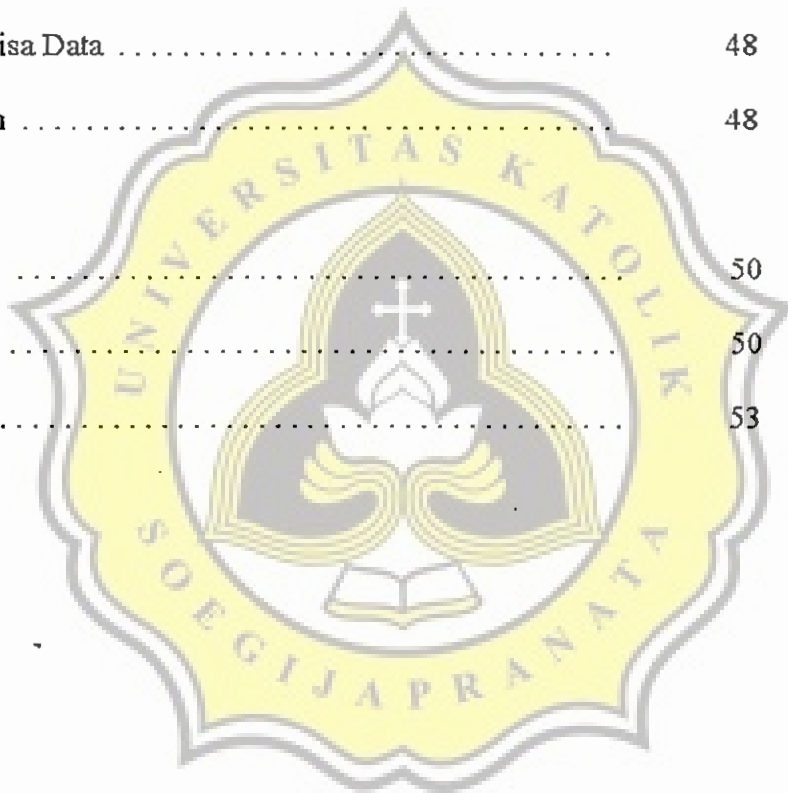 isa Data .......................................... 48
.................................................. 48
.................................................. 50
.................................................. 50
.................................................. 53
UNIVERSITAS KATOLIK
SOEGIJAPRANATA